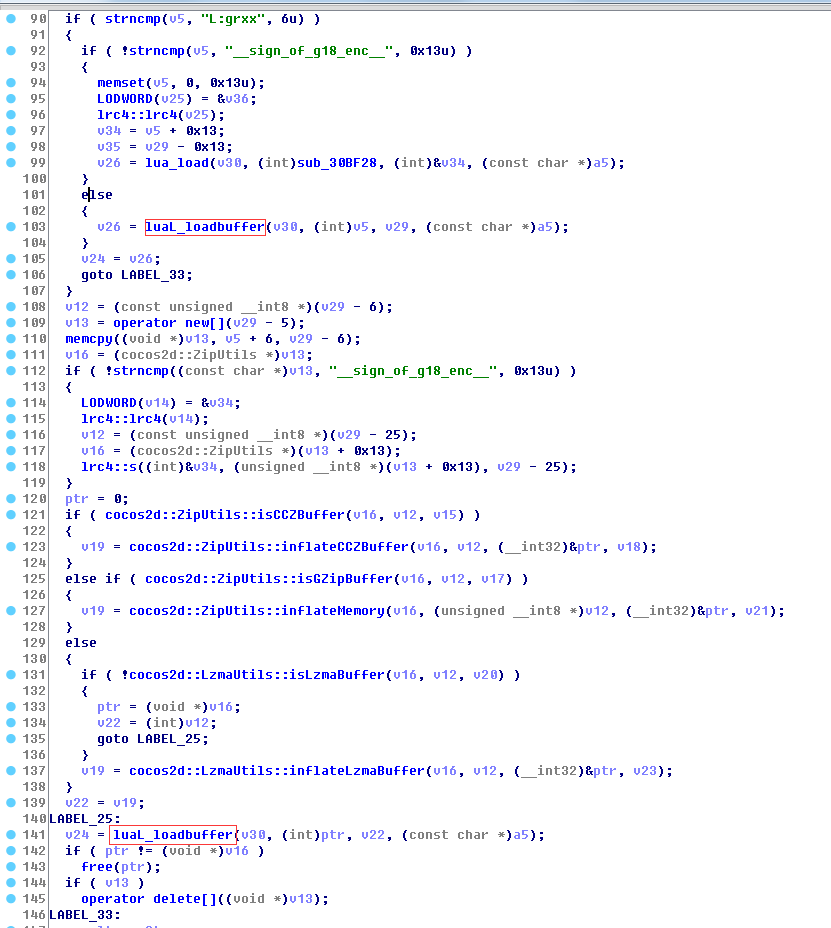 90 if ( strncmp(v5, "L:grxx", 6u) )
91 {
92 if ( !strncmp(v5, "__sign_of_g18_enc__", 0x13u) )
93 {
94 memset(v5, 0, 0x13u);
95 LODWORD(v25) = &v36;
96 lrc4::lrc4(v25);
97 v34 = v5 + 0x13;
98 v35 = v29 - 0x13;
99 v26 = lua_load(v30, (int)sub_30BF28, (int)&v34, (const char *)a5);
100 }
101 else
102 {
103 v26 = luaL_loadbuffer(v30, (int)v5, v29, (const char *)a5);
104 }
105 v24 = v26;
106 goto LABEL_33;
107 }
108 v12 = (const unsigned __int8 *)(v29 - 6);
109 v13 = operator new[](v29 - 5);
110 memcpy((void *)v13, v5 + 6, v29 - 6);
111 v16 = (cocos2d::ZipUtils *)v13;
112 if ( !strncmp((const char *)v13, "__sign_of_g18_enc__", 0x13u) )
113 {
114 LODWORD(v14) = &v34;
115 lrc4::lrc4(v14);
116 v12 = (const unsigned __int8 *)(v29 - 25);
117 v16 = (cocos2d::ZipUtils *)(v13 + 0x13);
118 lrc4::s((int)&v34, (unsigned __int8 *)(v13 + 0x13), v29 - 25);
119 }
120 ptr = 0;
121 if ( cocos2d::ZipUtils::isCCZBuffer(v16, v12, v15) )
122 {
123 v19 = cocos2d::ZipUtils::inflateCCZBuffer(v16, v12, (__int32)&ptr, v18);
124 }
125 else if ( cocos2d::ZipUtils::isGZipBuffer(v16, v12, v17) )
126 {
127 v19 = cocos2d::ZipUtils::inflateMemory(v16, (unsigned __int8 *)v12, (__int32)&ptr, v21);
128 }
129 else
130 {
131 if ( !cocos2d::LzmaUtils::isLzmaBuffer(v16, v12, v20) )
132 {
133 ptr = (void *)v16;
134 v22 = (int)v12;
135 goto LABEL_25;
136 }
137 v19 = cocos2d::LzmaUtils::inflateLzmaBuffer(v16, v12, (__int32)&ptr, v23);
138 }
139 v22 = v19;
140 LABEL_25:
141 v24 = luaL_loadbuffer(v30, (int)ptr, v22, (const char *)a5);
142 if ( ptr != (void *)v16 )
143 free(ptr);
144 if ( v13 )
145 operator delete[]((void *)v13);
146 LABEL_33: